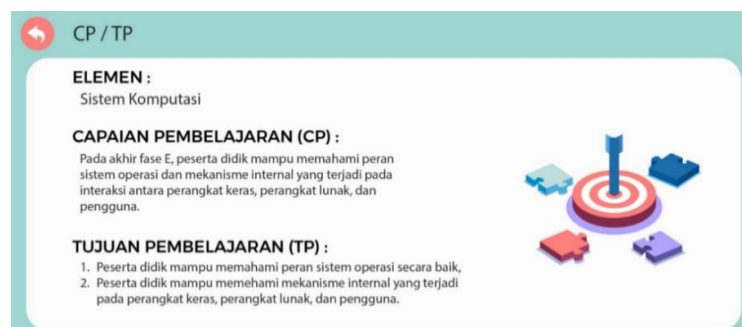 CP / TP
ELEMEN :
Sistem Komputasi
CAPAIAN PEMBELAJARAN (CP) :
Pada akhir fase E, peserta didik mampu memahami peran
sistem operasi dan mekanisme internal yang terjadi pada
interaksi antara perangkat keras, perangkat lunak, dan
pengguna.
TUJUAN PEMBELAJARAN (TP) :
1. Peserta didik mampu memahami peran sistem operasi secara baik,
2. Peserta didik mampu memehami mekanisme internal yang terjadi
pada perangkat keras, perangkat lunak, dan pengguna.